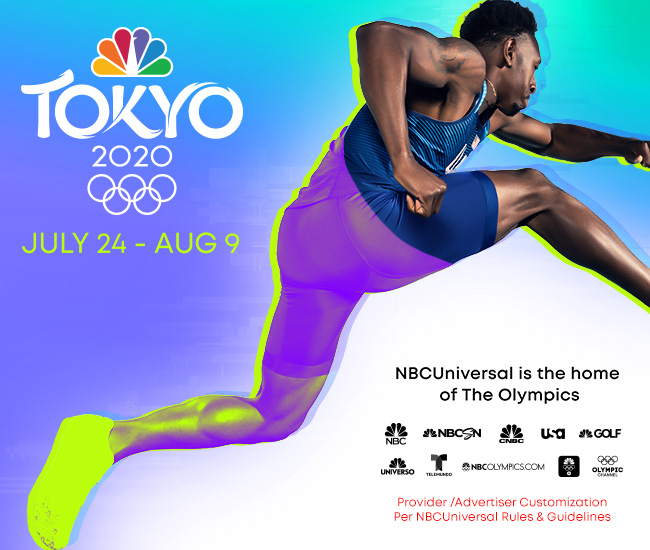 TOKYO
2020
JULY 24 - AUG 9
NBCUniversal is the home
of The Olympics
NBC NBCSN CNBC USA GOLF
UNIVERSO TELEMUNDO NBCOLYMPICS.COM OLYMPIC CHANNEL
Provider /Advertiser Customization
Per NBCUniversal Rules & Guidelines